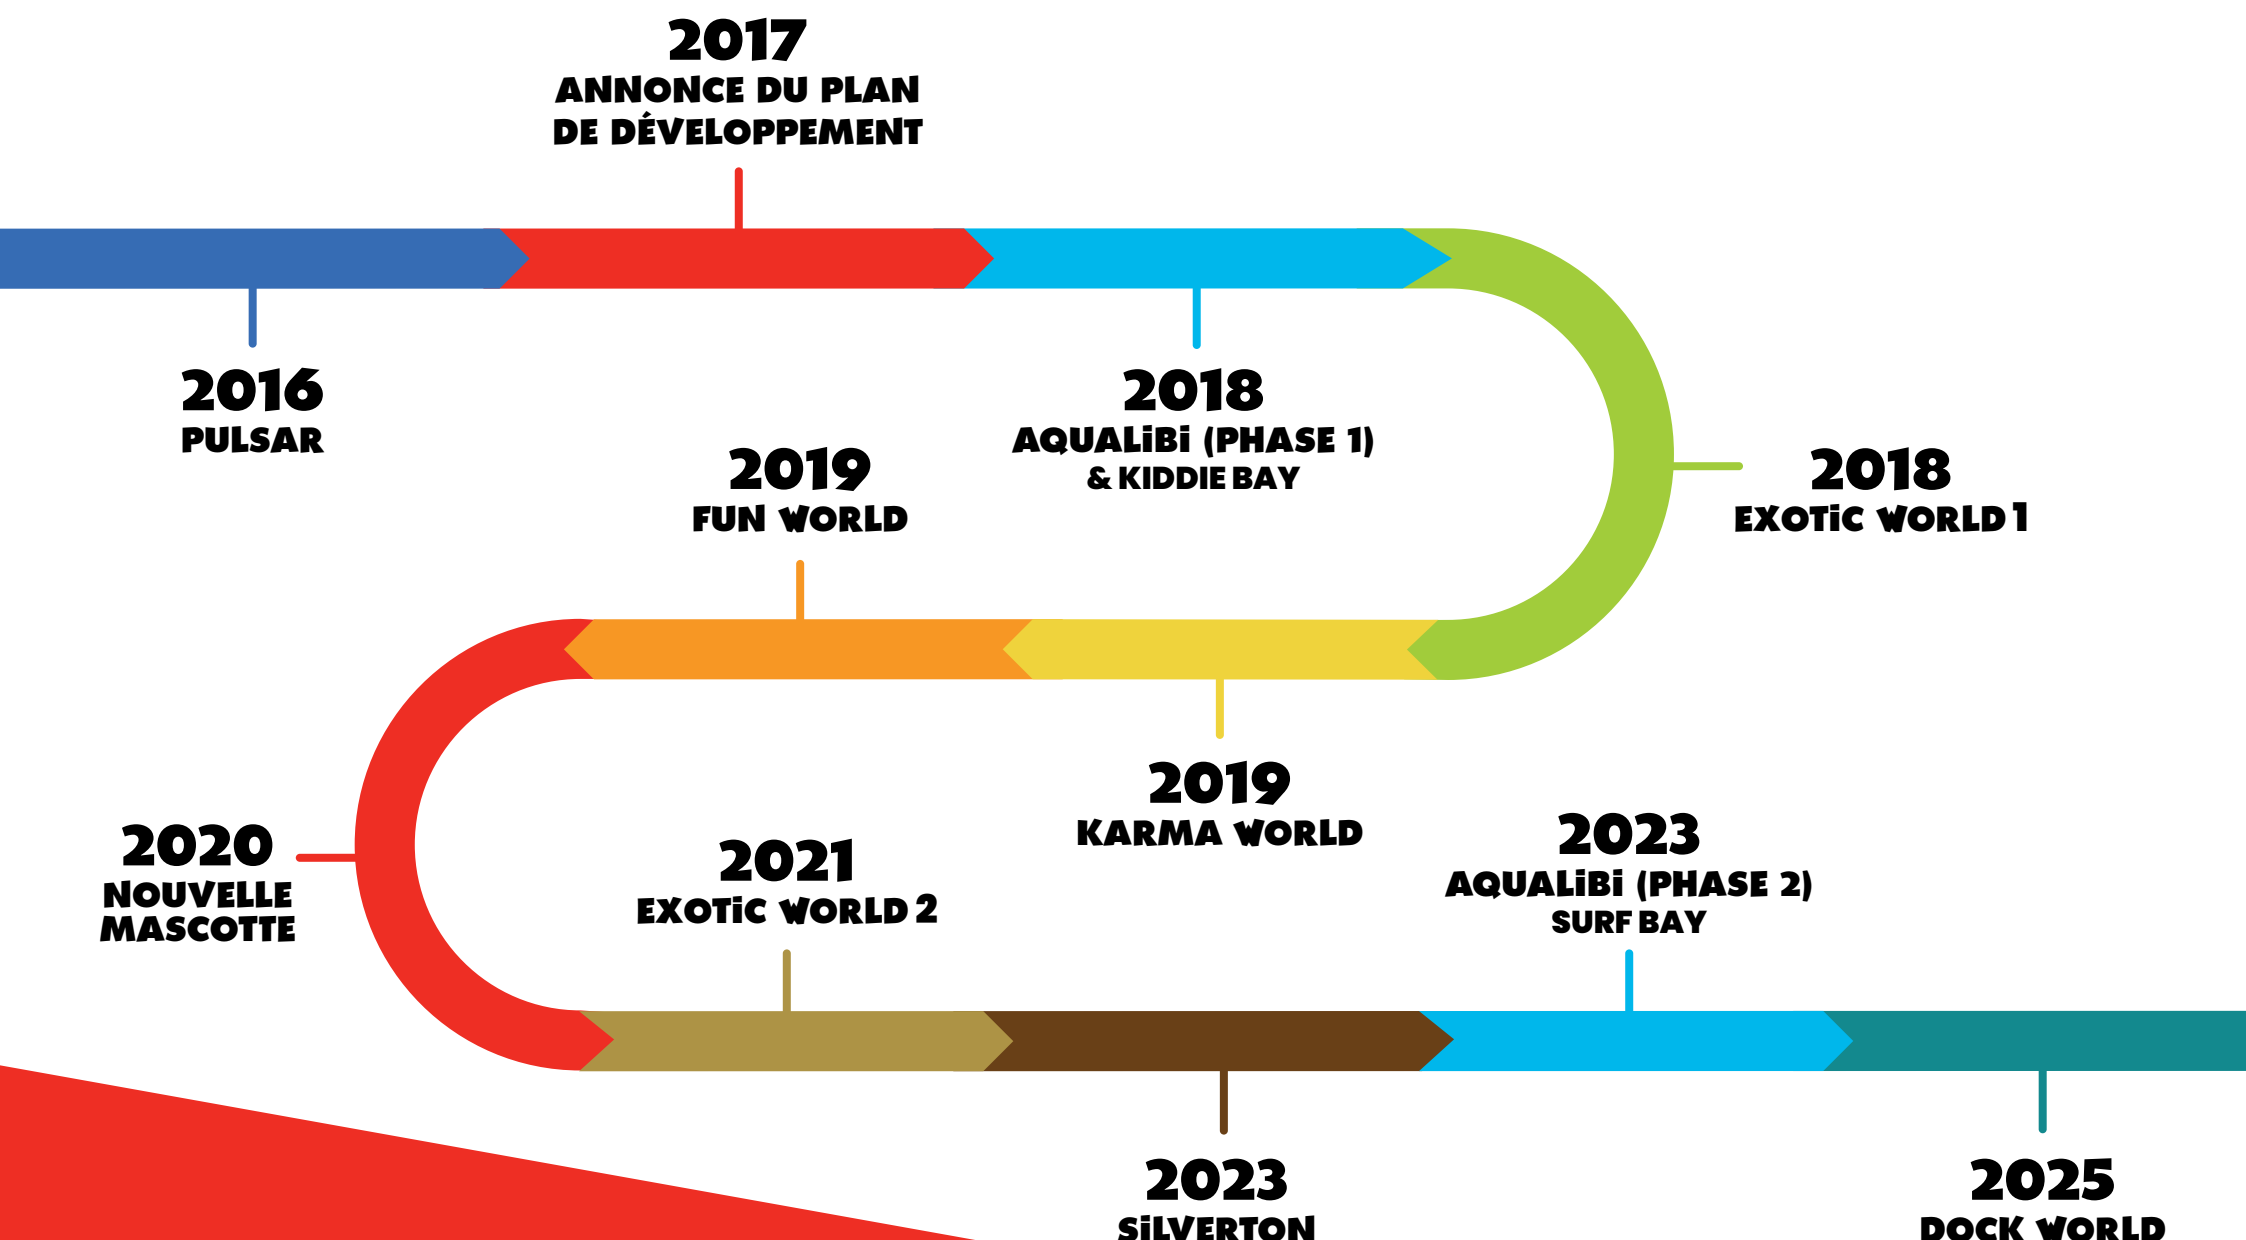 2017
ANNONCE DU PLAN
DE DÉVELOPPEMENT
2016
PULSAR
2018
AQUALiBi (PHASE 1)
& KIDDIE BAY
2018
EXOTiC WORLD 1
2019
KARMA WORLD
2019
FUN WORLD
2020
NOUVELLE
MASCOTTE
2021
EXOTiC WORLD 2
2023
SiLVERTON
2023
AQUALiBi (PHASE 2)
SURF BAY
2025
DOCK WORLD